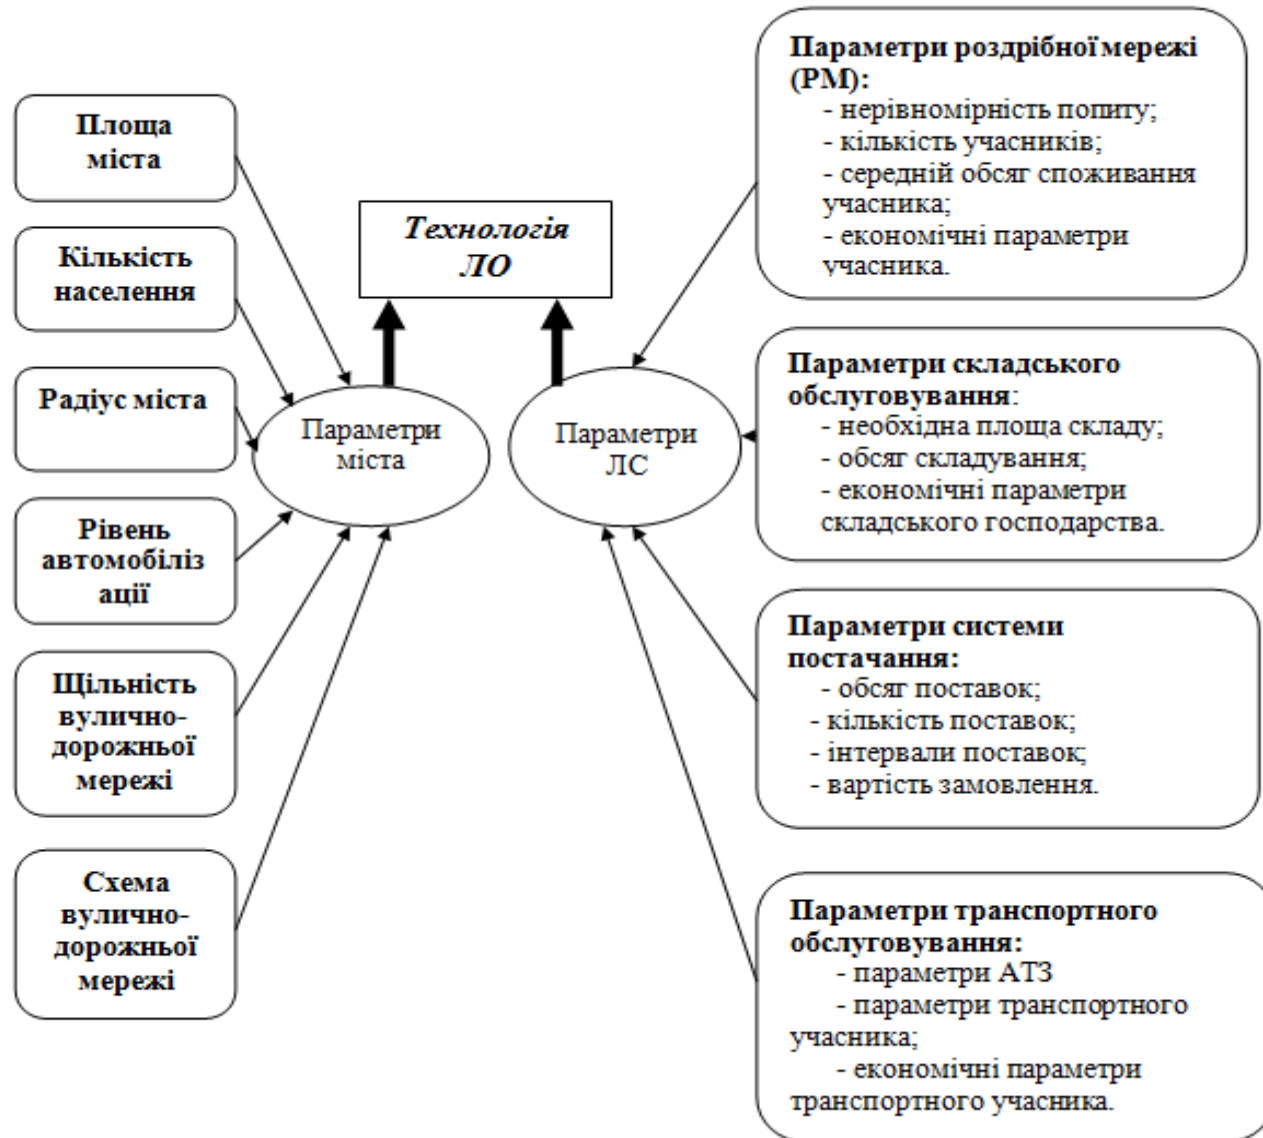 Площа
міста
Кількість
населення
Радіус міста
Рівень
автомобіліз
ації
Щільність
вулично-
дорожньої
мережі
Схема
вулично-
дорожньої
мережі
Технологія
ЛО
Параметри
міста
Параметри
ЛС
Параметри роздрібної мережі
(РМ):
- нерівномірність попиту;
- кількість учасників;
- середній обсяг споживання
учасника;
- економічні параметри
учасника.
Параметри складського
обслуговування:
- необхідна площа складу;
- обсяг складування;
- економічні параметри
складського господарства.
Параметри системи
постачання:
- обсяг поставок;
- кількість поставок;
- інтервали поставок;
- вартість замовлення.
Параметри транспортного
обслуговування:
- параметри АТЗ
- параметри транспортного
учасника;
- економічні параметри
транспортного учасника.